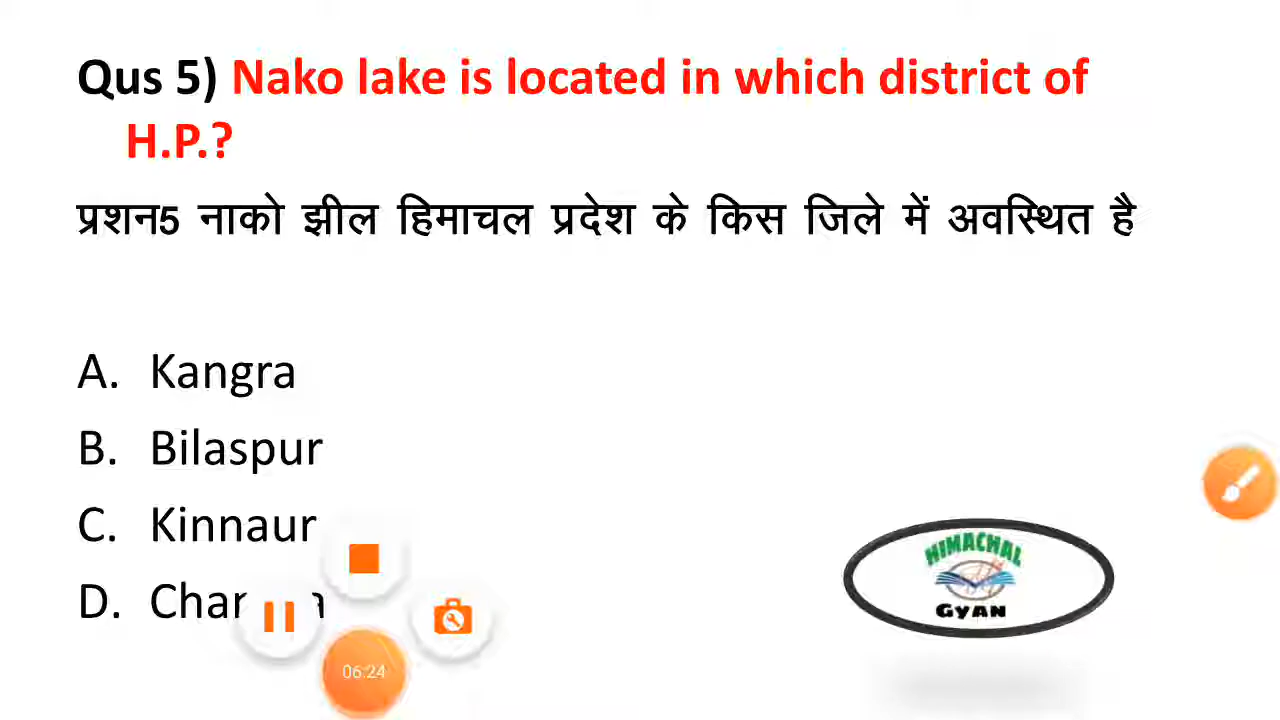 Qus 5) Nako lake is located in which district of
H.P.?
प्रशन5 नाको झील हिमाचल प्रदेश के किस जिले में अवस्थित है
A. Kangra
B. Bilaspur
C. Kinnaur
D.
06:24
HIMACHAL
GYAN